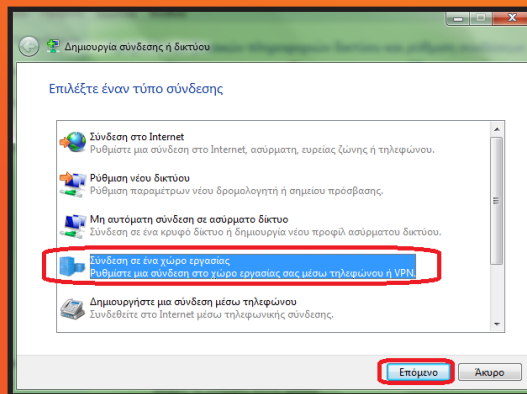 Δημιουργία σύνδεσης ή δικτύου
Επιλέξτε έναν τύπο σύνδεσης
Σύνδεση στο Internet
Ρυθμίστε μια σύνδεση στο Internet, ασύρματη, ευρείας ζώνης ή τηλεφώνου.
Ρύθμιση νέου δικτύου
Ρύθμιση παραμέτρων νέου δρομολογητή ή σημείου πρόσβασης.
Μη αυτόματη σύνδεση σε ασύρματο δίκτυο
Σύνδεση σε ένα κρυφό δίκτυο ή δημιουργία νέου προφίλ ασύρματου δικτύου.
Σύνδεση σε ένα χώρο εργασίας
Ρυθμίστε μια σύνδεση στο χώρο εργασίας σας μέσω τηλεφώνου ή VPN.
Δημιουργήστε μια σύνδεση μέσω τηλεφώνου
Συνδεθείτε στο Internet μέσω τηλεφωνικής σύνδεσης.
Επόμενο
Άκυρο